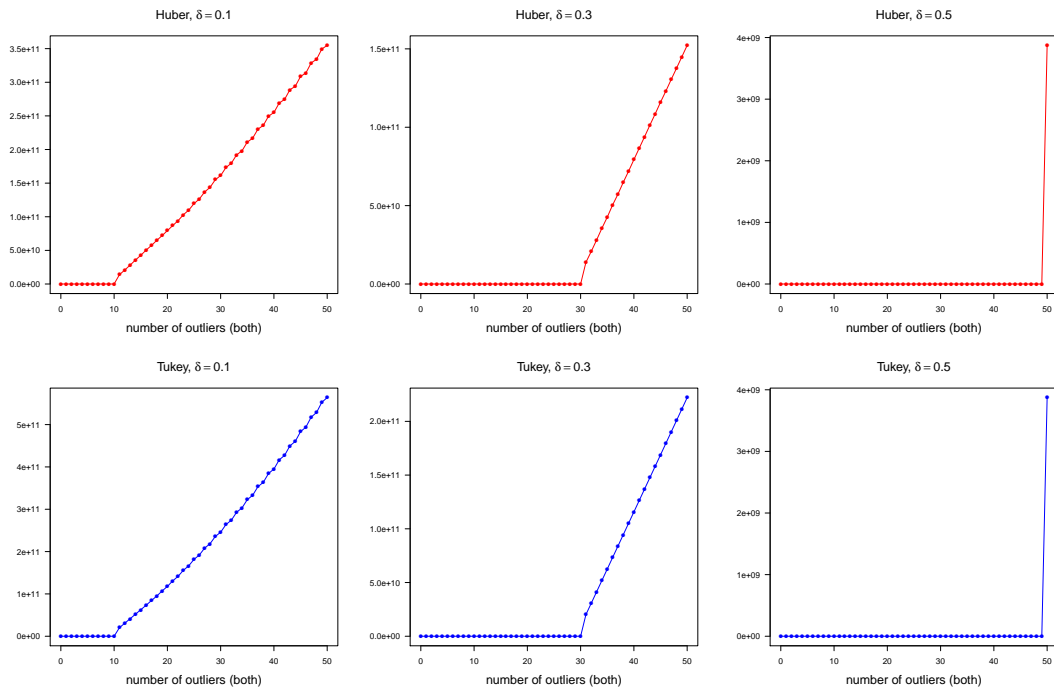 Huber, δ = 0.1
3.5e+11
3.0e+11
2.5e+11
2.0e+11
1.5e+11
1.0e+11
5.0e+10
0.0e+00
0 10 20 30 40 50
number of outliers (both)
Huber, δ = 0.3
1.5e+11
1.0e+11
5.0e+10
0.0e+00
0 10 20 30 40 50
number of outliers (both)
Huber, δ = 0.5
4e+09
3e+09
2e+09
1e+09
0e+00
0 10 20 30 40 50
number of outliers (both)
Tukey, δ = 0.1
5e+11
4e+11
3e+11
2e+11
1e+11
0e+00
0 10 20 30 40 50
number of outliers (both)
Tukey, δ = 0.3
2.0e+11
1.5e+11
1.0e+11
5.0e+10
0.0e+00
0 10 20 30 40 50
number of outliers (both)
Tukey, δ = 0.5
4e+09
3e+09
2e+09
1e+09
0e+00
0 10 20 30 40 50
number of outliers (both)